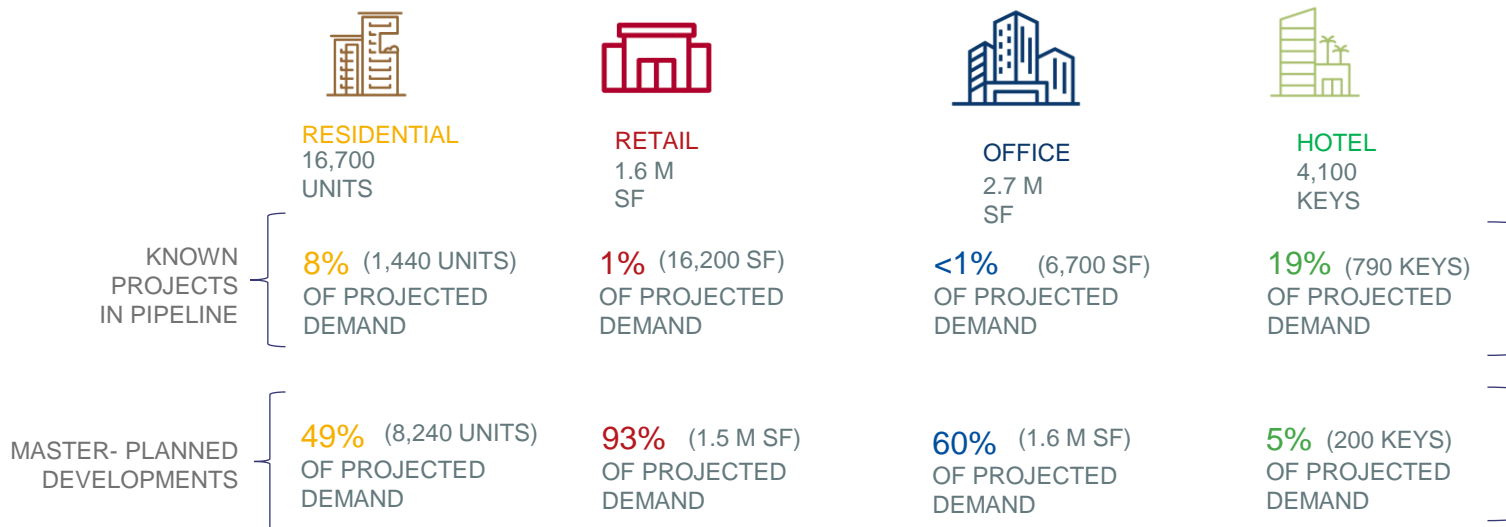 RESIDENTIAL
16,700
UNITS
RETAIL
1.6 M
SF
OFFICE
2.7 M
SF
HOTEL
4,100
KEYS
KNOWN
PROJECTS
IN PIPELINE
8% (1,440 UNITS)
OF PROJECTED
DEMAND
1% (16,200 SF)
OF PROJECTED
DEMAND
<1% (6,700 SF)
OF PROJECTED
DEMAND
19% (790 KEYS)
OF PROJECTED
DEMAND
MASTER- PLANNED
DEVELOPMENTS
49% (8,240 UNITS)
OF PROJECTED
DEMAND
93% (1.5 M SF)
OF PROJECTED
DEMAND
60% (1.6 M SF)
OF PROJECTED
DEMAND
5% (200 KEYS)
OF PROJECTED
DEMAND